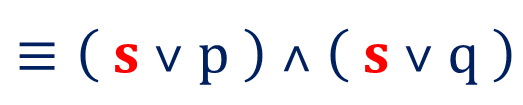 ≡ ( s ∨ p ) ∧ ( s ∨ q )